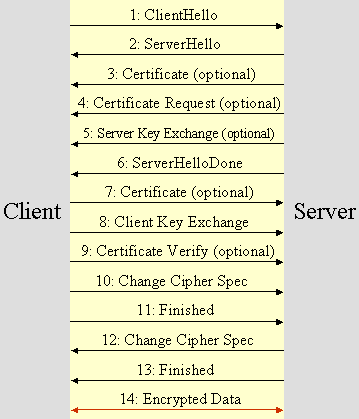 1: ClientHello
2: ServerHello
3: Certificate (optional)
4: Certificate Request (optional)
5: Server Key Exchange (optional)
6: ServerHelloDone
7: Certificate (optional)
Client
Server
8: Client Key Exchange
9: Certificate Verify (optional)
10: Change Cipher Spec
11: Finished
12: Change Cipher Spec
13: Finished
14: Encrypted Data